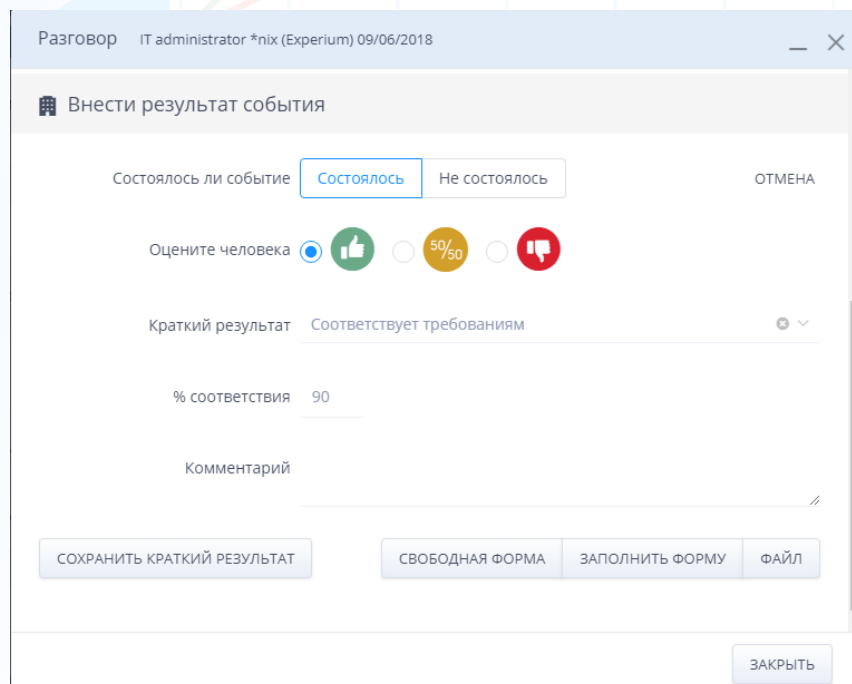 Разговор IT administrator *nix (Experium) 09/06/2018
Внести результат события
Состоялось ли событие Состоялось Не состоялось ОТМЕНА
Оцените человека 50/50
Краткий результат Соответствует требованиям
% соответствия 90
Комментарий
СОХРАНИТЬ КРАТКИЙ РЕЗУЛЬТАТ СВОБОДНАЯ ФОРМА ЗАПОЛНИТЬ ФОРМУ ФАЙЛ
ЗАКРЫТЬ